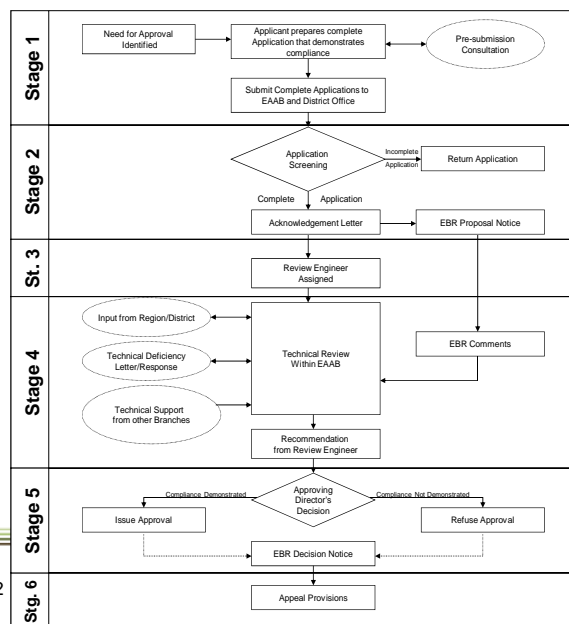 Stage 1
Need for Approval
Identified
Applicant prepares complete
Application that demonstrates
compliance
Pre-submission
Consultation
Submit Complete Applications to
EAAB and District Office
Stage 2
Application
Screening
Incomplete
Application
Return Application
Complete Application
Acknowledgement Letter
EBR Proposal Notice
St. 3
Review Engineer
Assigned
Stage 4
Input from Region/District
Technical Deficiency
Letter/Response
Technical Support
from other Branches
Technical Review
Within EAAB
EBR Comments
Recommendation
from Review Engineer
Stage 5
Compliance Demonstrated
Approving
Director's
Decision
Compliance Not Demonstrated
Issue Approval
Refuse Approval
EBR Decision Notice
Stg. 6
Appeal Provisions